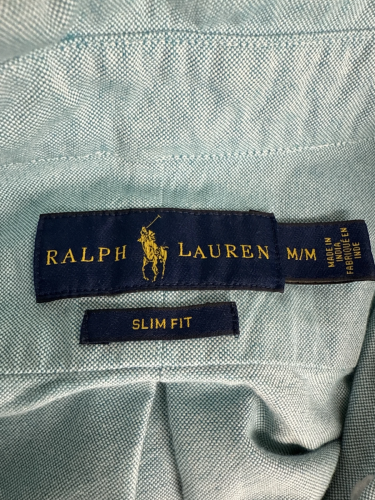 RALPH LAUREN
M/M
MADE IN
INDIA
FABRIQUÉ EN
INDE
SLIM FIT